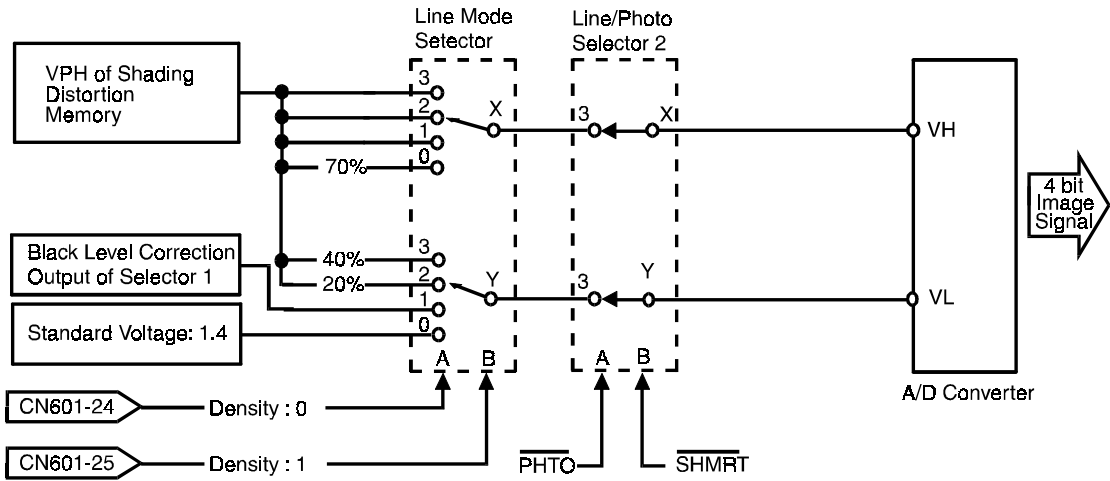 Line Mode
Setector
Line/Photo
Selector 2
VPH of Shading
Distortion
Memory
3
2
1
0
70%
X
3
X
VH
4 bit
Image
Signal
Black Level Correction
Output of Selector 1
Standard Voltage: 1.4
3
40%
2
20%
1
0
Y
3
Y
VL
A
B
A
B
A/D Converter
CN601-24
Density : 0
CN601-25
Density : 1
PHTO
SHMRT